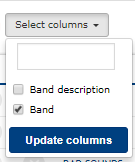 Select columns
Band description
Band
Update columns